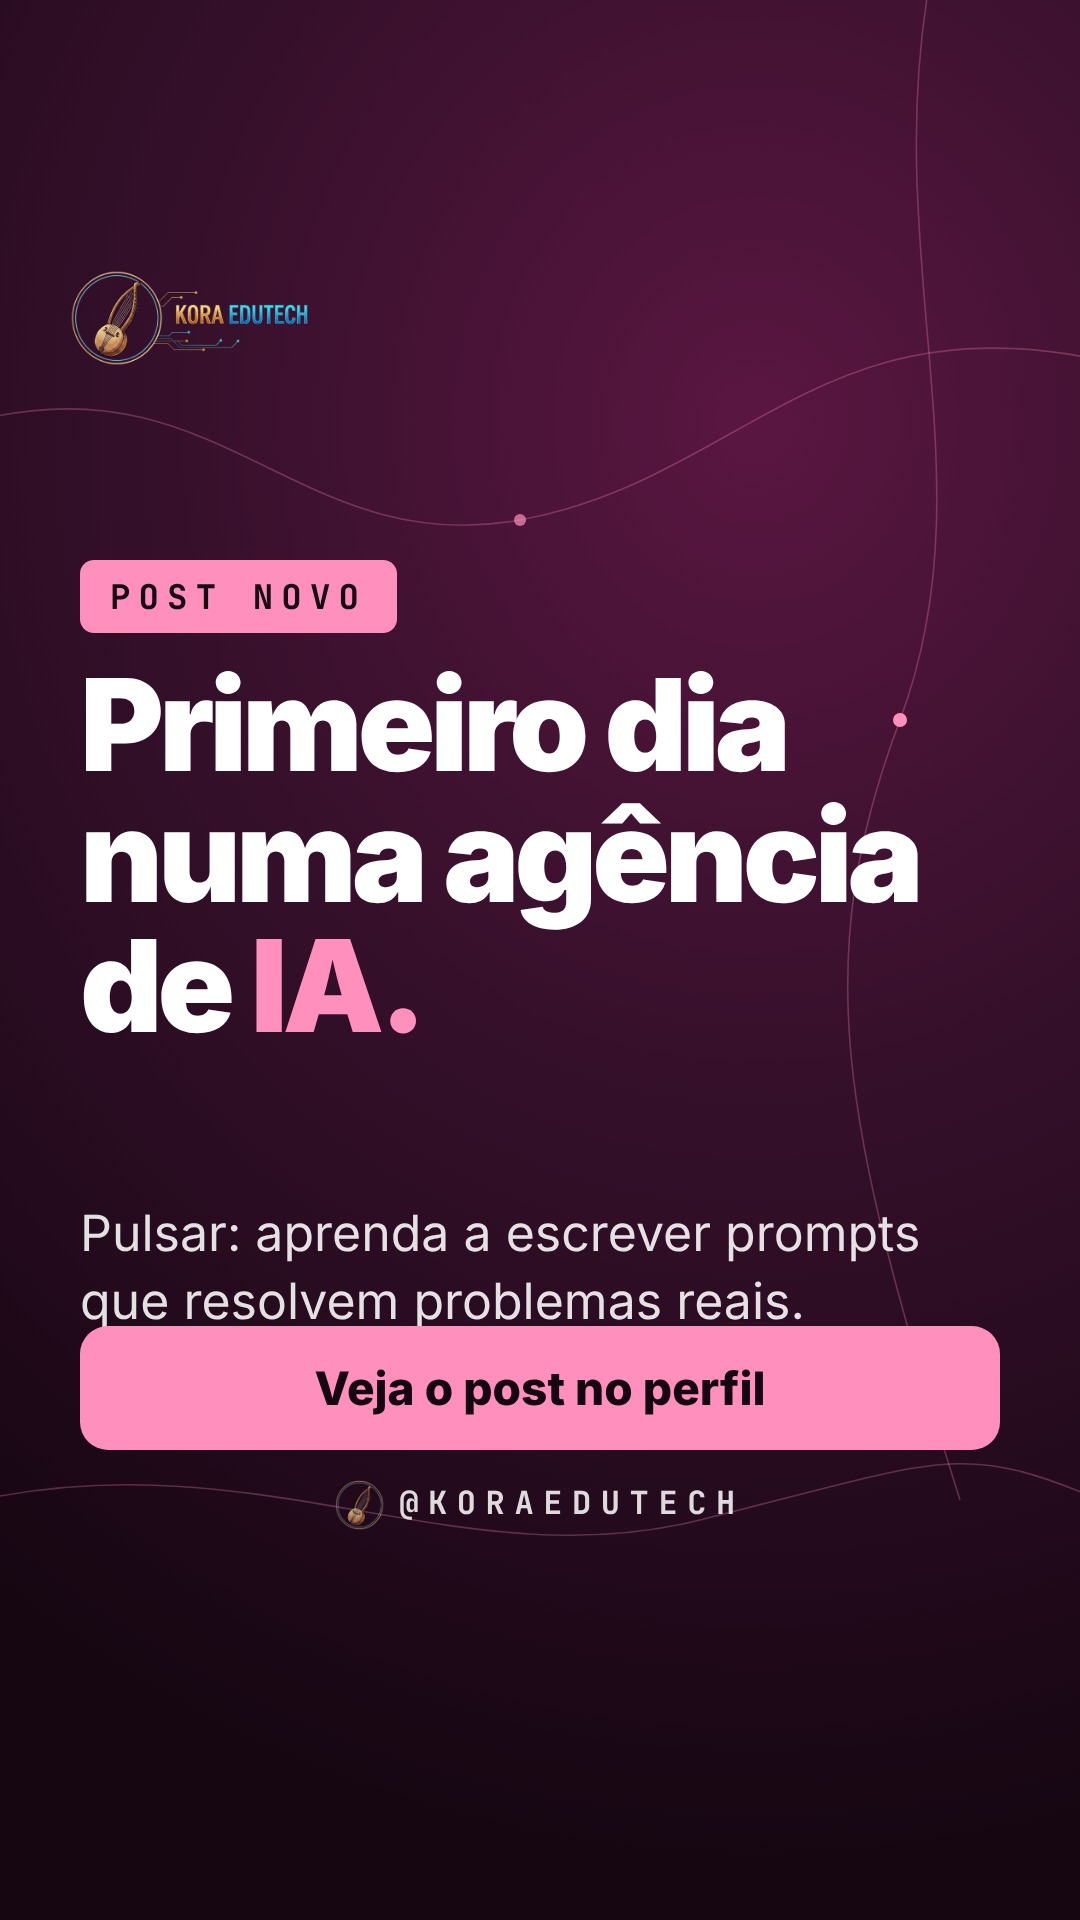 KORA EDUTECH
POST NOVO
Primeiro dia
numa agência
de IA.
Pulsar: aprenda a escrever prompts
que resolvem problemas reais.
Veja o post no perfil
@KORAEDUTECH